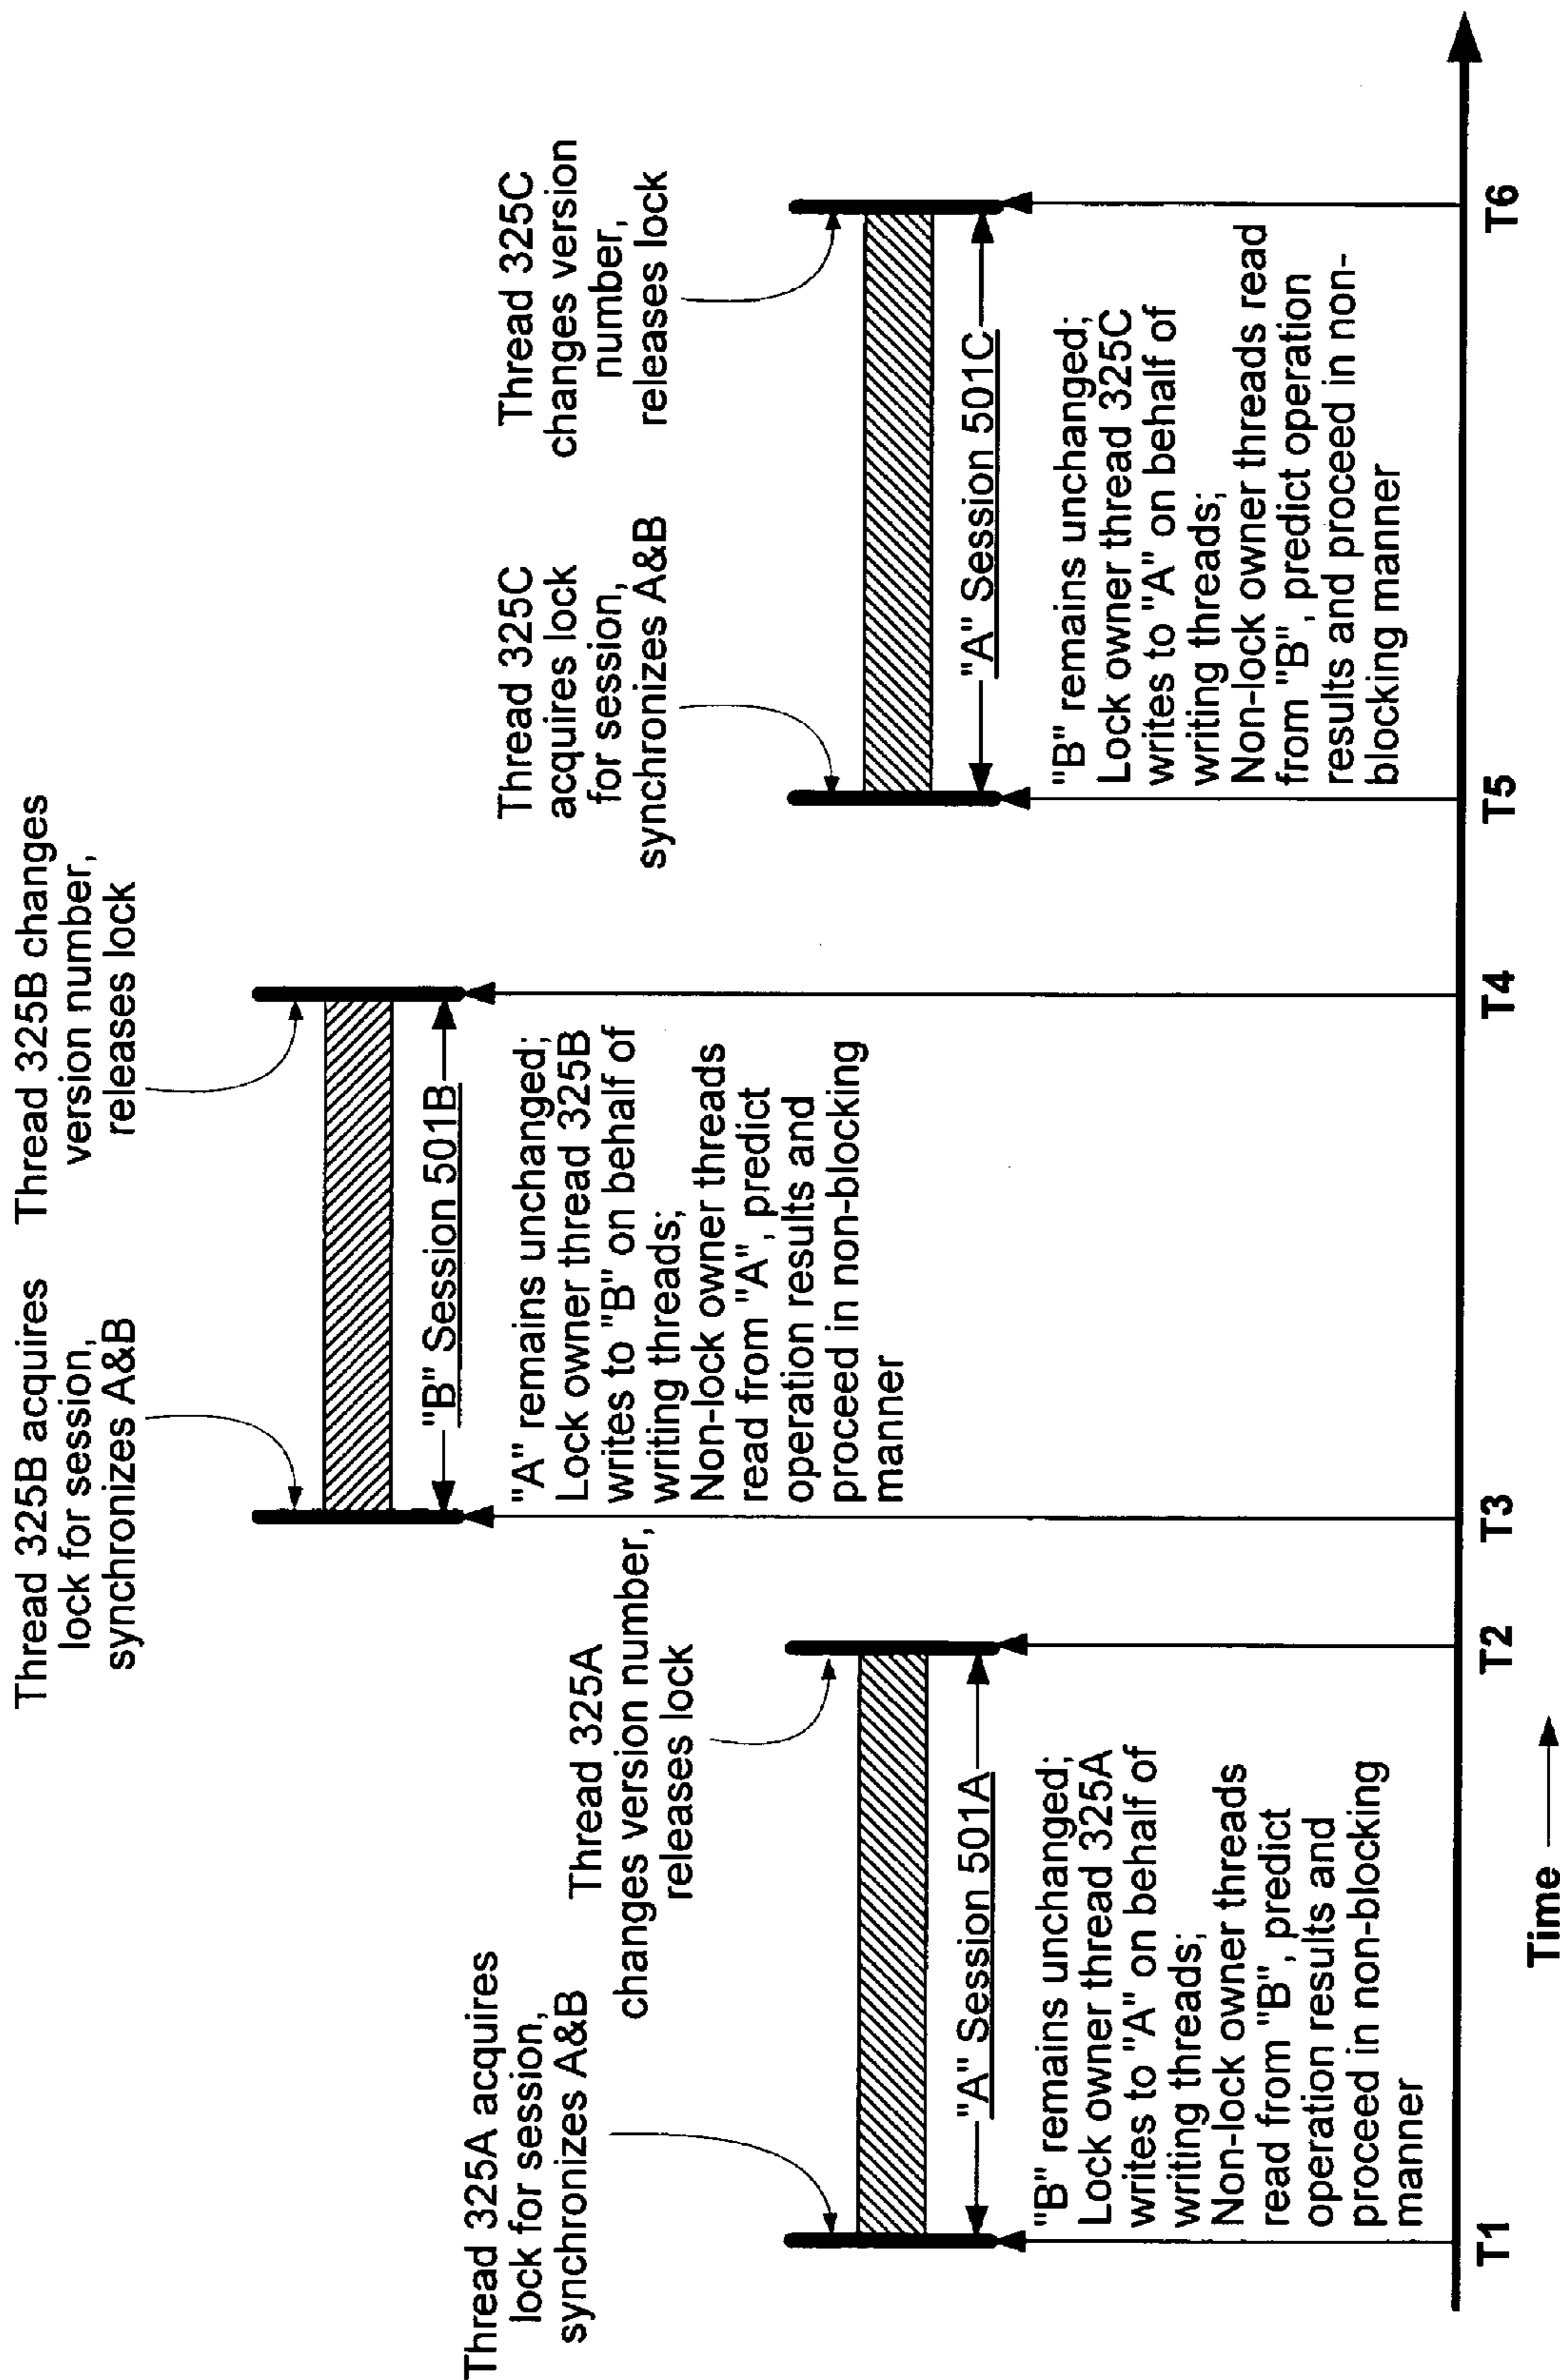 Thread 325A acquires
lock for session,
synchronizes A&B
Thread 325A
changes version number,
releases lock
"A" Session 501A
"B" remains unchanged;
Lock owner thread 325A
writes to "A" on behalf of
writing threads;
Non-lock owner threads
read from "B", predict
operation results and
proceed in non-blocking
manner
Thread 325B acquires
lock for session,
synchronizes A&B
Thread 325B changes
version number,
releases lock
"B" Session 501B
"A" remains unchanged;
Lock owner thread 325B
writes to "B" on behalf of
writing threads;
Non-lock owner threads
read from "A", predict
operation results and
proceed in non-blocking
manner
Thread 325C
acquires lock
for session,
synchronizes A&B
Thread 325C
changes version
number,
releases lock
"A" Session 501C
"B" remains unchanged;
Lock owner thread 325C
writes to "A" on behalf of
writing threads;
Non-lock owner threads read
from "B", predict operation
results and proceed in non-
blocking manner
T1
T2
T3
T4
T5
T6
Time